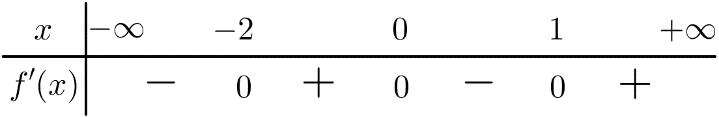 x −∞ −2 0 1 +∞
f′(x) − 0 + 0 − 0 +